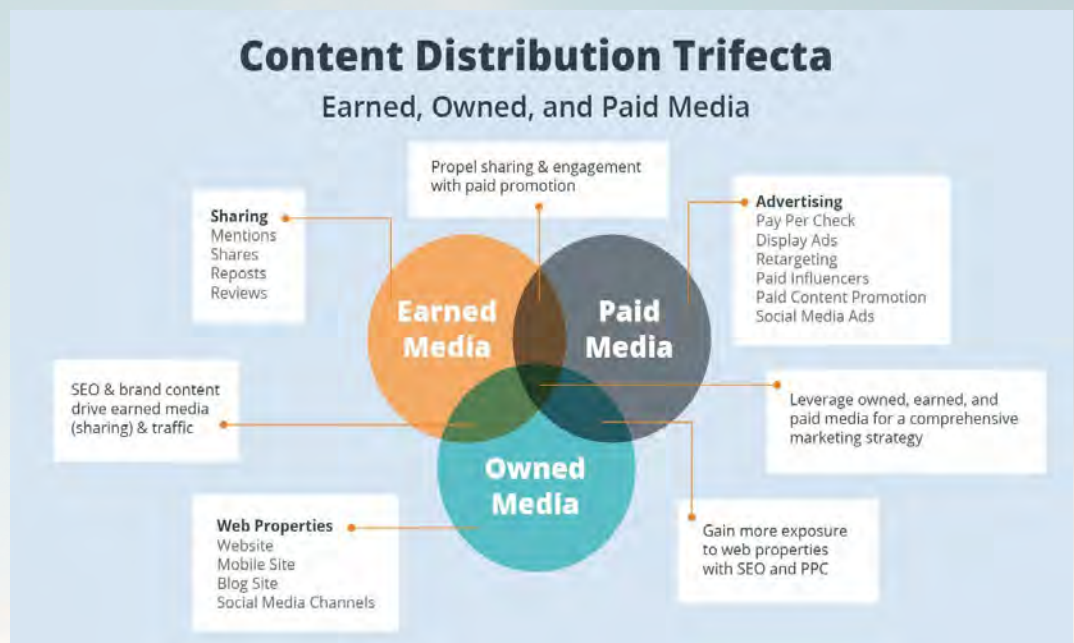 Content Distribution Trifecta
Earned, Owned, and Paid Media
Propel sharing & engagement
with paid promotion
Sharing
Mentions
Shares
Reposts
Reviews
Advertising
Pay Per Check
Display Ads
Retargeting
Paid Influencers
Paid Content Promotion
Social Media Ads
Earned
Media
Paid
Media
SEO & brand content
drive earned media
(sharing) & traffic
Leverage owned, earned, and
paid media for a comprehensive
marketing strategy
Owned
Media
Web Properties
Website
Mobile Site
Blog Site
Social Media Channels
Gain more exposure
to web properties
with SEO and PPC